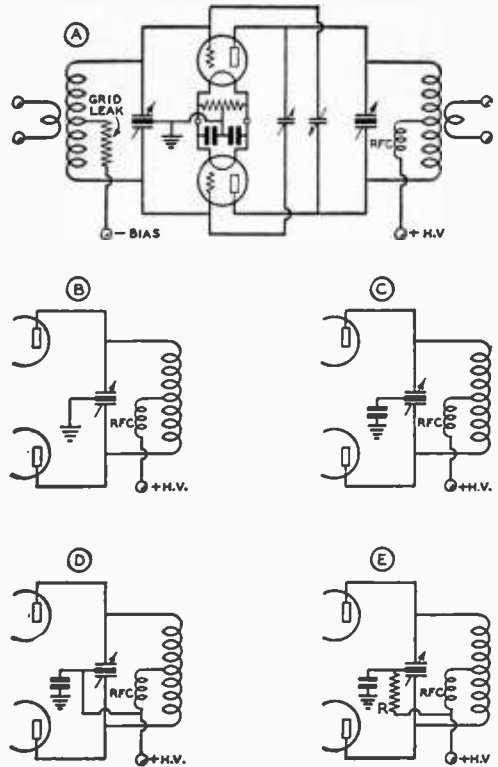 A
GRID
LEAK
RFC
– BIAS
+ H.V
B
C
RFC
RFC
+H.V.
+H.V.
D
E
RFC
R
RFC
+H.V.
+H.V